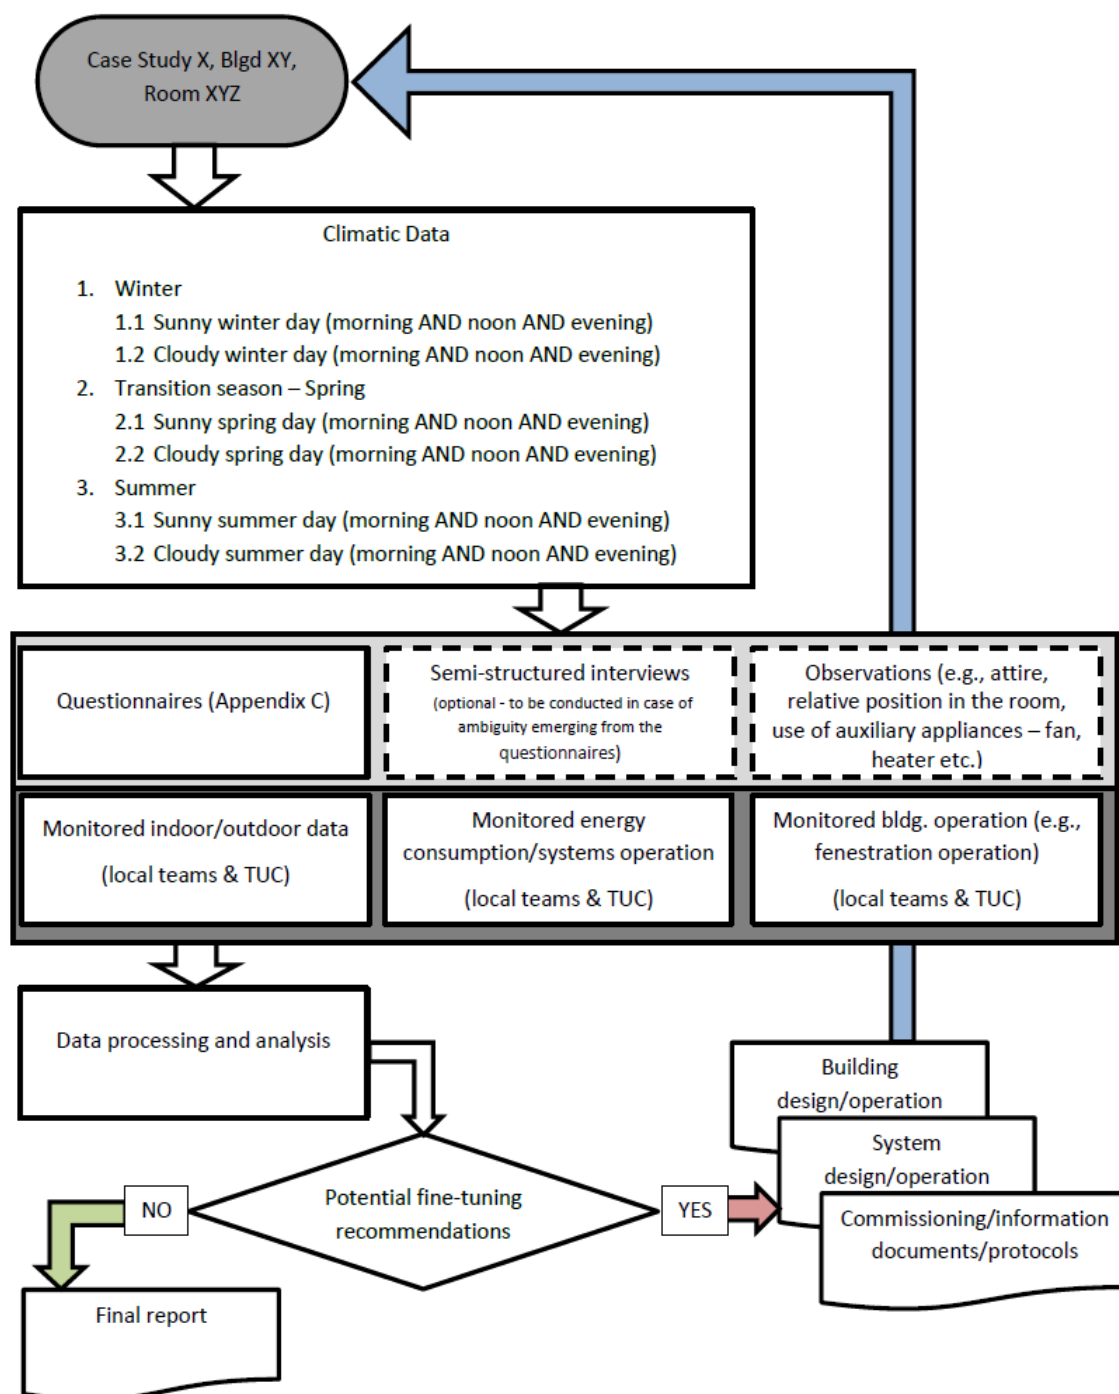 Case Study X, Blgd XY,
Room XYZ
Climatic Data
1. Winter
1.1 Sunny winter day (morning AND noon AND evening)
1.2 Cloudy winter day (morning AND noon AND evening)
2. Transition season – Spring
2.1 Sunny spring day (morning AND noon AND evening)
2.2 Cloudy spring day (morning AND noon AND evening)
3. Summer
3.1 Sunny summer day (morning AND noon AND evening)
3.2 Cloudy summer day (morning AND noon AND evening)
Questionnaires (Appendix C)
Semi-structured interviews
(optional - to be conducted in case of
ambiguity emerging from the
questionnaires)
Observations (e.g., attire,
relative position in the room,
use of auxiliary appliances – fan,
heater etc.)
Monitored indoor/outdoor data
(local teams & TUC)
Monitored energy
consumption/systems operation
(local teams & TUC)
Monitored bldg. operation (e.g.,
fenestration operation)
(local teams & TUC)
Data processing and analysis
Potential fine-tuning
recommendations
NO
YES
Building
design/operation
System
design/operation
Commissioning/information
documents/protocols
Final report